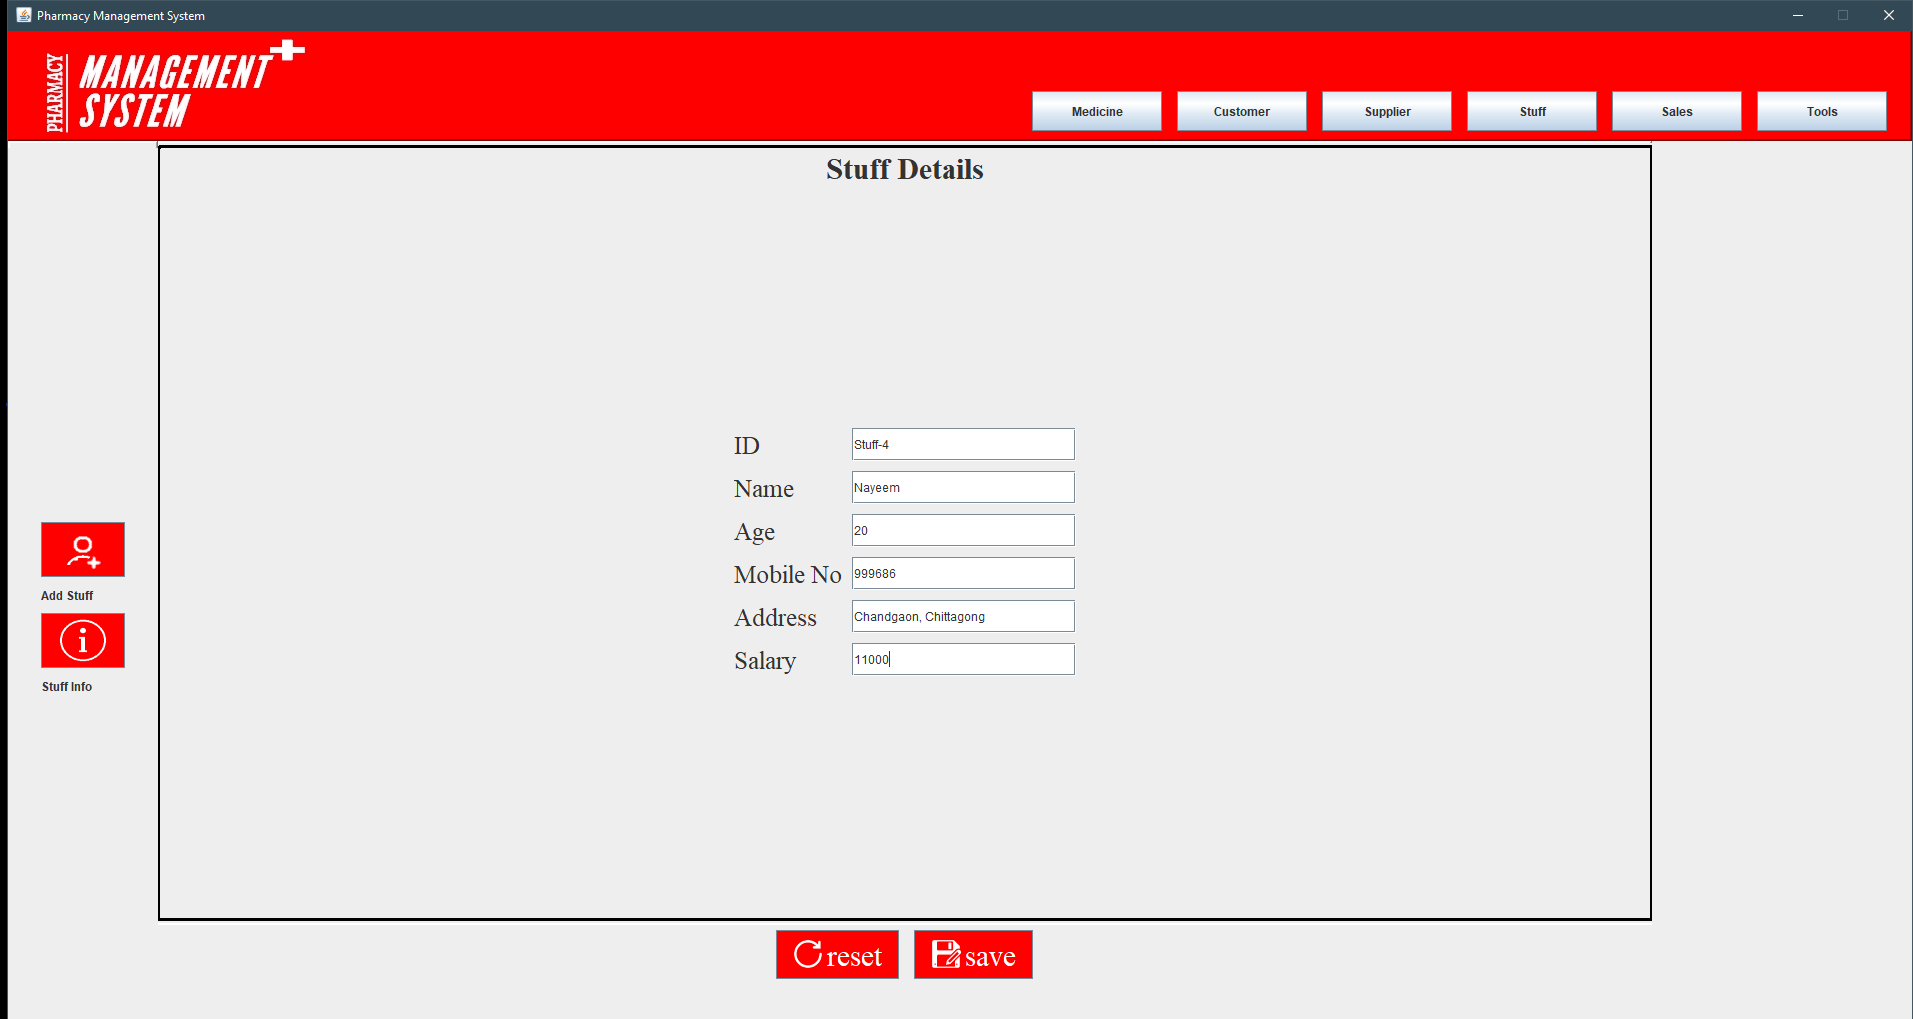 Pharmacy Management System
PHARMACY
MANAGEMENT
SYSTEM
Medicine
Customer
Supplier
Stuff
Sales
Tools
Stuff Details
ID Stuff-4
Name Nayeem
Age 20
Mobile No 999686
Address Chandgaon, Chittagong
Salary 11000
Add Stuff
i
Stuff Info
reset
save